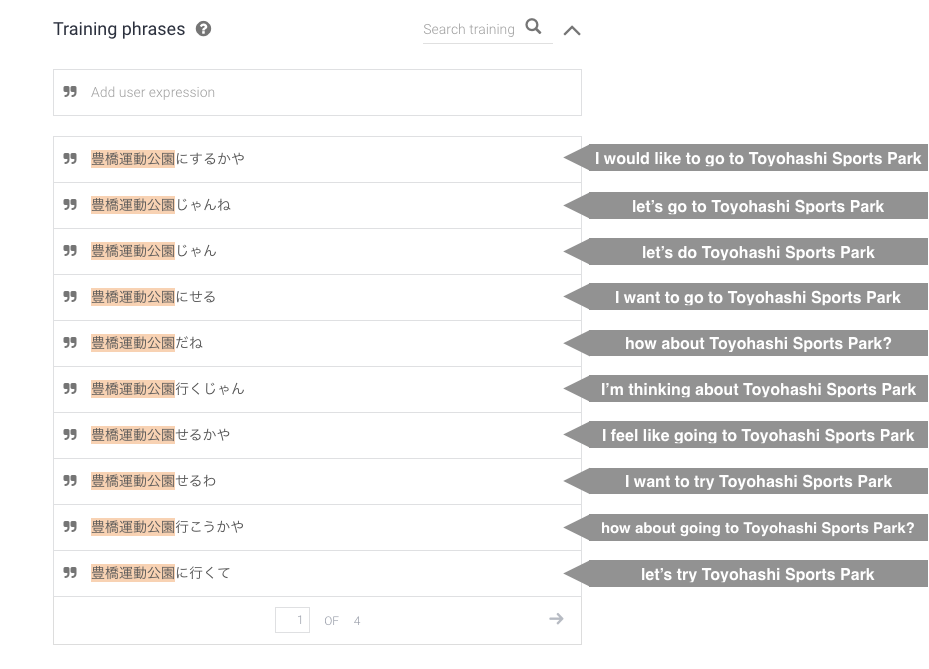 Training phrases
Search training
Add user expression
豊橋運動公園にするかや
I would like to go to Toyohashi Sports Park
豊橋運動公園じゃんね
let's go to Toyohashi Sports Park
豊橋運動公園じゃん
let's do Toyohashi Sports Park
豊橋運動公園にせる
I want to go to Toyohashi Sports Park
豊橋運動公園だね
how about Toyohashi Sports Park?
豊橋運動公園行くじゃん
I'm thinking about Toyohashi Sports Park
豊橋運動公園せるかや
I feel like going to Toyohashi Sports Park
豊橋運動公園せるわ
I want to try Toyohashi Sports Park
豊橋運動公園行こうかや
how about going to Toyohashi Sports Park?
豊橋運動公園に行くて
let's try Toyohashi Sports Park
1 OF 4